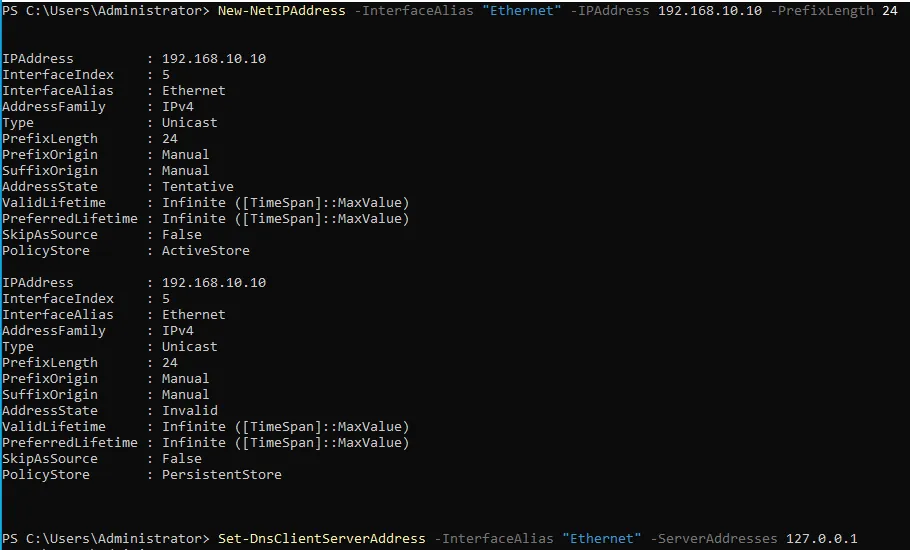 PS C:\Users\Administrator> New-NetIPAddress -InterfaceAlias "Ethernet" -IPAddress 192.168.10.10 -PrefixLength 24
IPAddress : 192.168.10.10
InterfaceIndex : 5
InterfaceAlias : Ethernet
AddressFamily : IPv4
Type : Unicast
PrefixLength : 24
PrefixOrigin : Manual
SuffixOrigin : Manual
AddressState : Tentative
ValidLifetime : Infinite ([TimeSpan]::MaxValue)
PreferredLifetime : Infinite ([TimeSpan]::MaxValue)
SkipAsSource : False
PolicyStore : ActiveStore
IPAddress : 192.168.10.10
InterfaceIndex : 5
InterfaceAlias : Ethernet
AddressFamily : IPv4
Type : Unicast
PrefixLength : 24
PrefixOrigin : Manual
SuffixOrigin : Manual
AddressState : Invalid
ValidLifetime : Infinite ([TimeSpan]::MaxValue)
PreferredLifetime : Infinite ([TimeSpan]::MaxValue)
SkipAsSource : False
PolicyStore : PersistentStore
PS C:\Users\Administrator> Set-DnsClientServerAddress -InterfaceAlias "Ethernet" -ServerAddresses 127.0.0.1